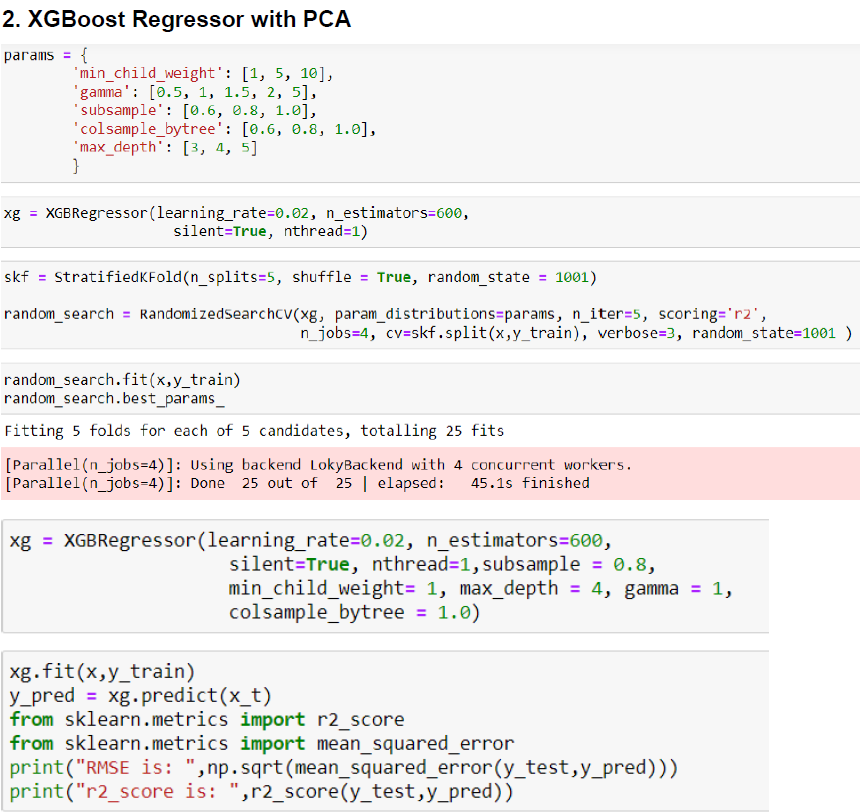 2. XGBoost Regressor with PCA
params = {
'min_child_weight': [1, 5, 10],
'gamma': [0.5, 1, 1.5, 2, 5],
'subsample': [0.6, 0.8, 1.0],
'colsample_bytree': [0.6, 0.8, 1.0],
'max_depth': [3, 4, 5]
}
xg = XGBRegressor(learning_rate=0.02, n_estimators=600,
silent=True, nthread=1)
skf = StratifiedKFold(n_splits=5, shuffle = True, random_state = 1001)
random_search = RandomizedSearchCV(xg, param_distributions=params, n_iter=5, scoring='r2',
n_jobs=4, cv=skf.split(x,y_train), verbose=3, random_state=1001 )
random_search.fit(x,y_train)
random_search.best_params_
Fitting 5 folds for each of 5 candidates, totalling 25 fits
[Parallel(n_jobs=4)]: Using backend LokyBackend with 4 concurrent workers.
[Parallel(n_jobs=4)]: Done  25 out of  25 | elapsed:   45.1s finished
xg = XGBRegressor(learning_rate=0.02, n_estimators=600,
silent=True, nthread=1,subsample = 0.8,
min_child_weight= 1, max_depth = 4, gamma = 1,
colsample_bytree = 1.0)
xg.fit(x,y_train)
y_pred = xg.predict(x_t)
from sklearn.metrics import r2_score
from sklearn.metrics import mean_squared_error
print("RMSE is: ",np.sqrt(mean_squared_error(y_test,y_pred)))
print("r2_score is: ",r2_score(y_test,y_pred))